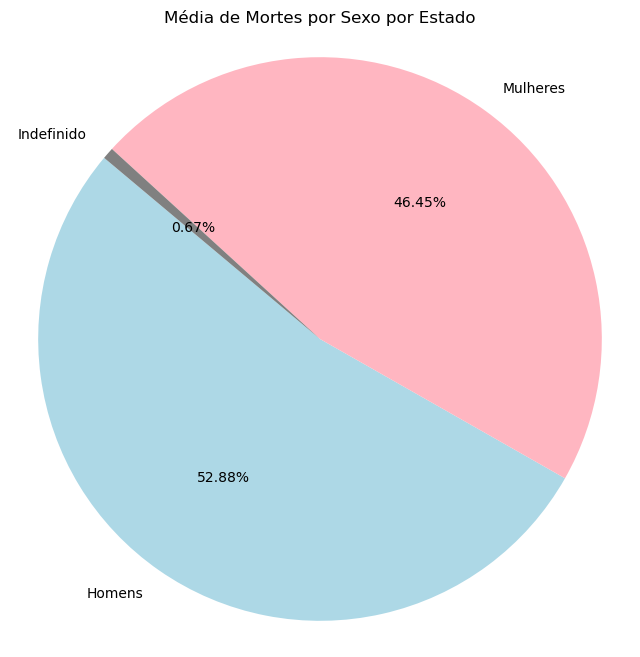 Média de Mortes por Sexo por Estado
Mulheres
Indefinido
46.45%
0.67%
52.88%
Homens